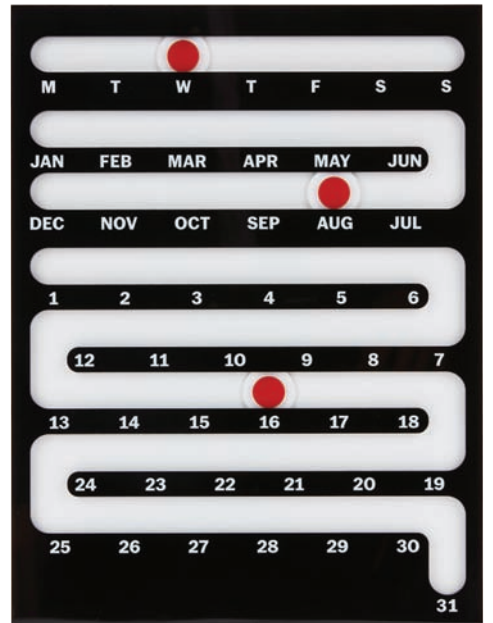 M T W T F S S
JAN FEB MAR APR MAY JUN
DEC NOV OCT SEP AUG JUL
1 2 3 4 5 6
12 11 10 9 8 7
13 14 15 16 17 18
24 23 22 21 20 19
25 26 27 28 29 30
31